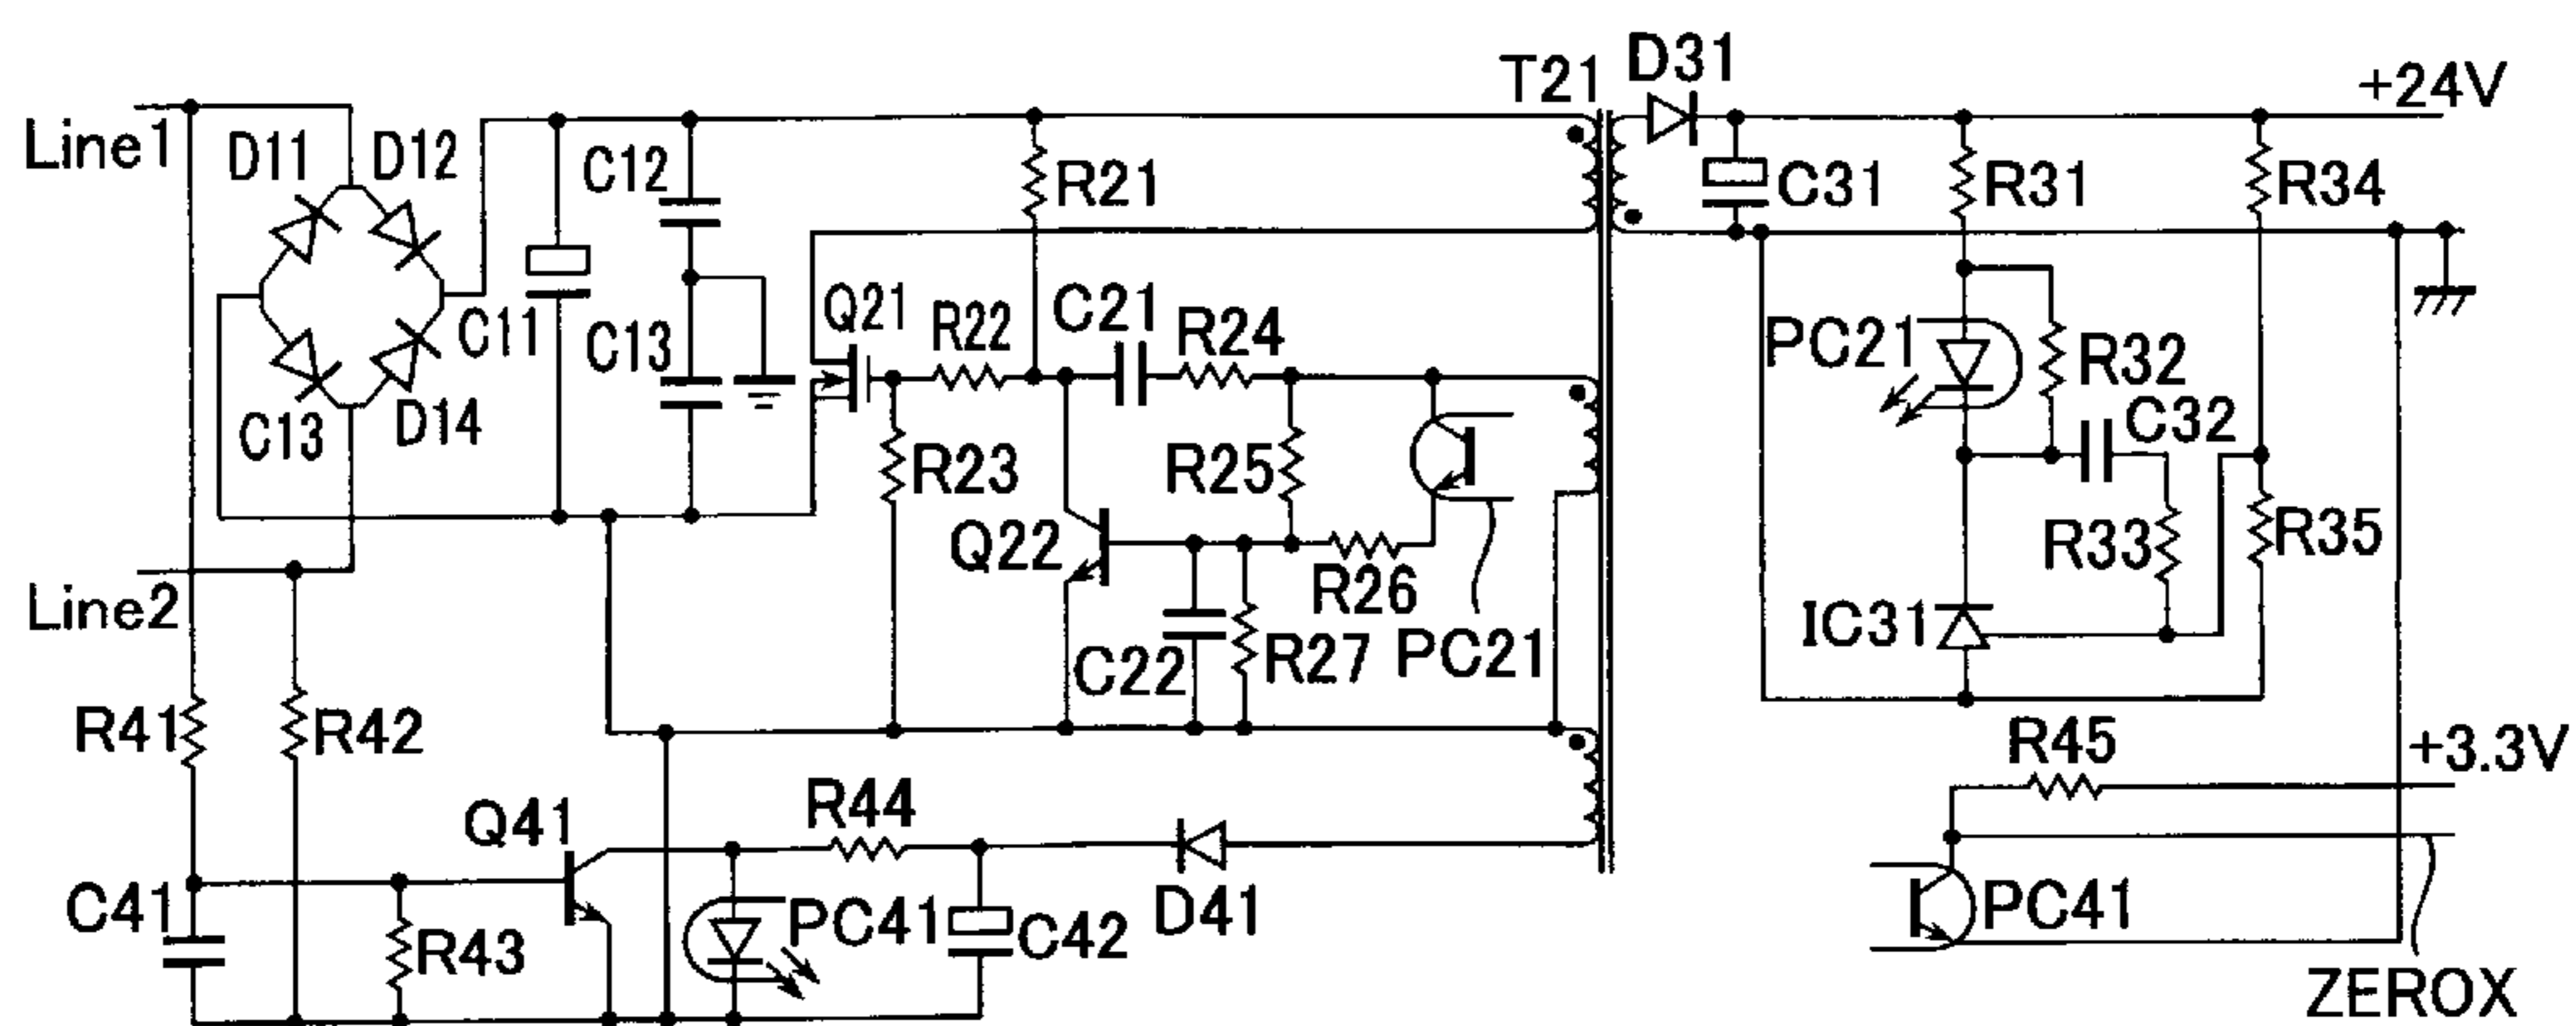 T21
D31
+24V
Line1
D11
D12
C12
R21
C31
R31
R34
C11
C13
Q21
R22
C21
R24
PC21
R32
C13
D14
R23
R25
C32
Q22
R33
R35
Line2
R26
C22
R27
PC21
IC31
R41
R42
R45
+3.3V
Q41
R44
C41
R43
PC41
C42
D41
PC41
ZEROX